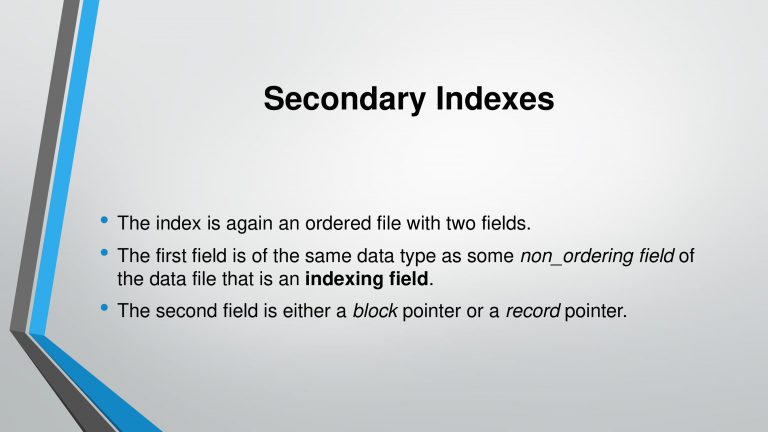 Secondary Indexes
• The index is again an ordered file with two fields.
• The first field is of the same data type as some non_ordering field of
the data file that is an indexing field.
• The second field is either a block pointer or a record pointer.